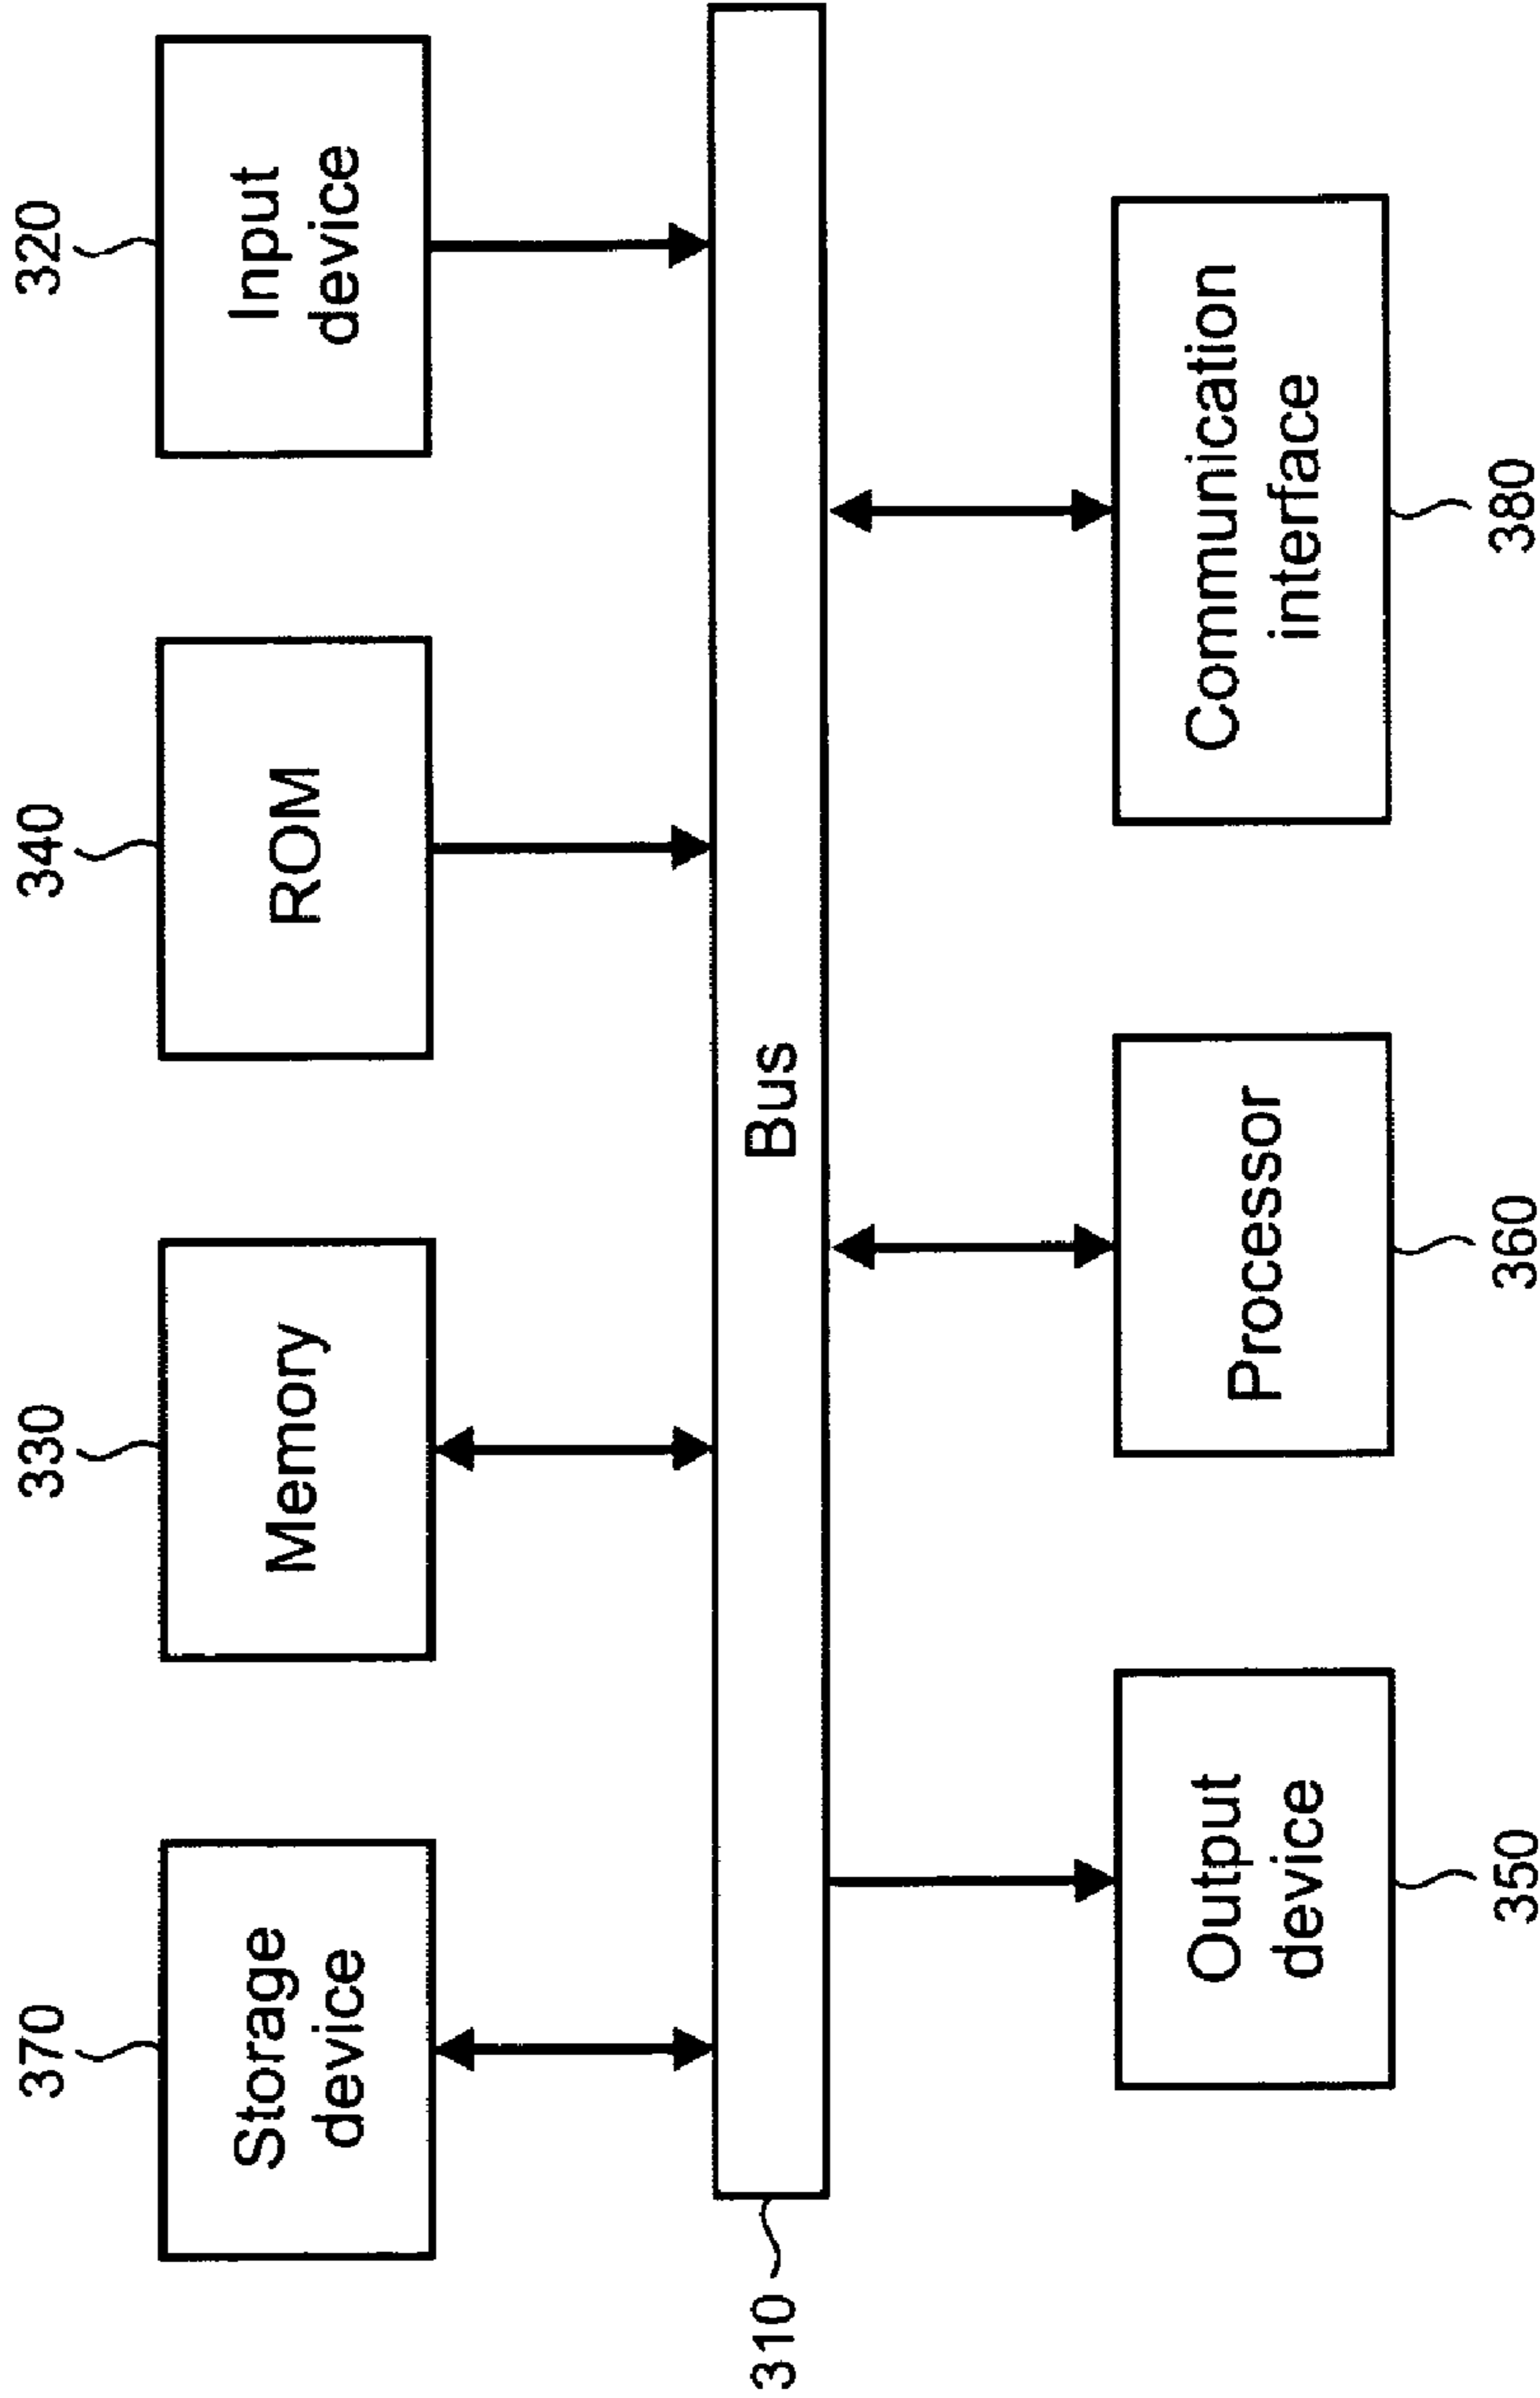 370
330
340
320
Storage
device
Memory
ROM
Input
device
310
Bus
Output
device
Processor
Communication
interface
350
360
380